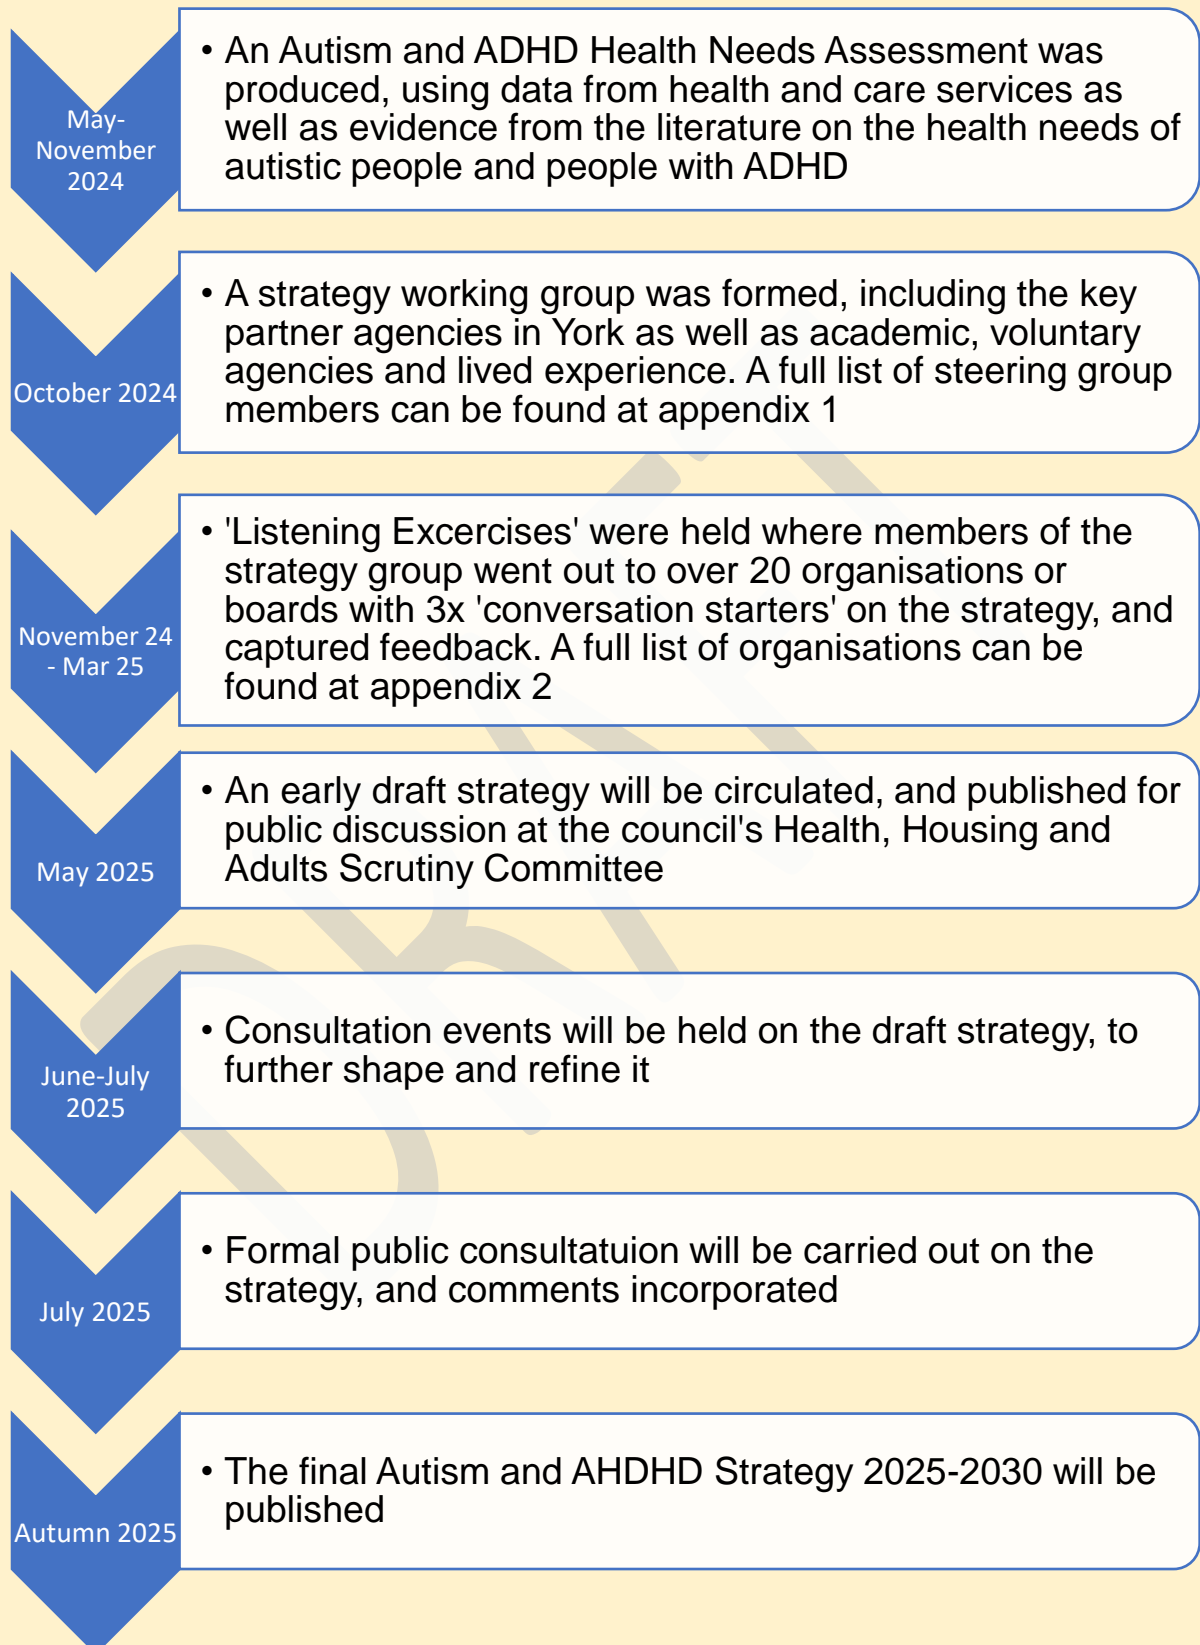 May-
November
2024
• An Autism and ADHD Health Needs Assessment was
produced, using data from health and care services as
well as evidence from the literature on the health needs of
autistic people and people with ADHD
October 2024
• A strategy working group was formed, including the key
partner agencies in York as well as academic, voluntary
agencies and lived experience. A full list of steering group
members can be found at appendix 1
November 24
- Mar 25
• 'Listening Excercises' were held where members of the
strategy group went out to over 20 organisations or
boards with 3x 'conversation starters' on the strategy, and
captured feedback. A full list of organisations can be
found at appendix 2
May 2025
• An early draft strategy will be circulated, and published for
public discussion at the council's Health, Housing and
Adults Scrutiny Committee
June-July
2025
• Consultation events will be held on the draft strategy, to
further shape and refine it
July 2025
• Formal public consultatuion will be carried out on the
strategy, and comments incorporated
Autumn 2025
• The final Autism and AHDHD Strategy 2025-2030 will be
published
DRAFT